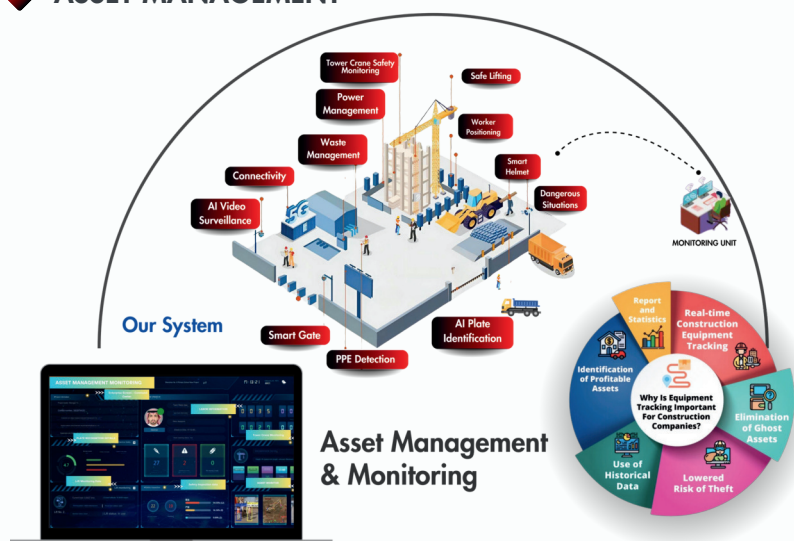 ASSET MANAGEMENT
Tower Crane Safety
Monitoring
Safe Lifting
Power
Management
Worker
Positioning
Waste
Management
Smart
Helmet
Connectivity
Dangerous
Situations
AI Video
Surveillance
MONITORING UNIT
Our System
Smart Gate
AI Plate
Identification
PPE Detection
Report
and
Statistics
Real-time
Construction
Equipment
Tracking
Identification
of Profitable
Assets
Why Is Equipment
Tracking Important
For Construction
Companies?
Elimination
of Ghost
Assets
Use of
Historical
Data
Lowered
Risk of Theft
ASSET MANAGEMENT MONITORING
Asset Management
& Monitoring